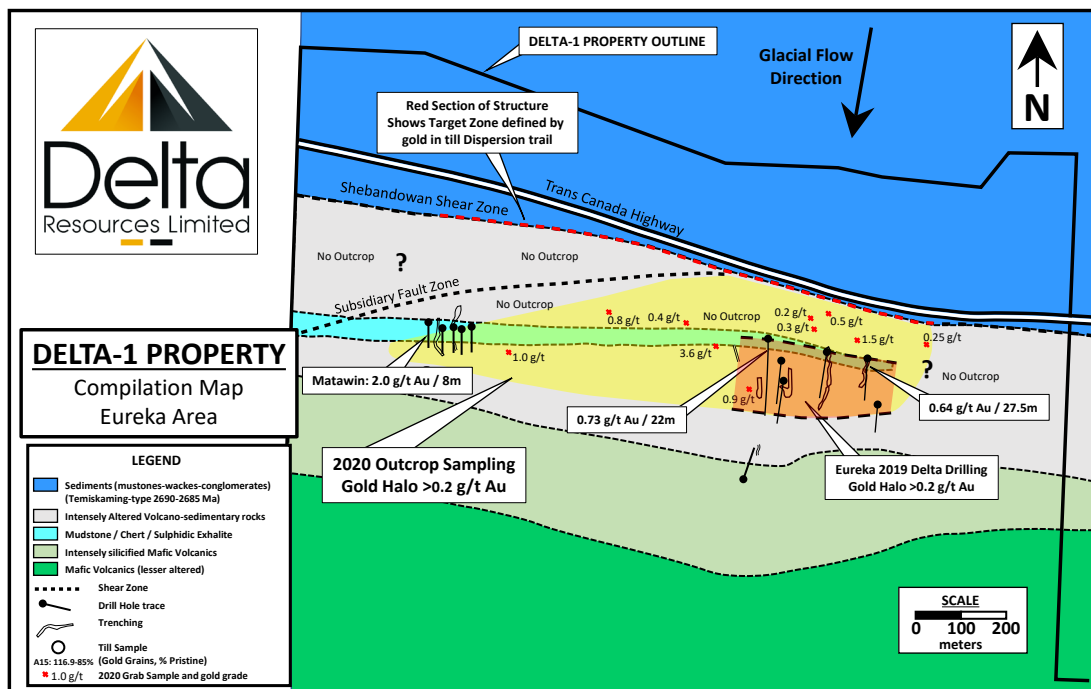 Delta
Resources Limited
DELTA-1 PROPERTY OUTLINE
Glacial Flow
Direction
N
Red Section of Structure
Shows Target Zone defined by
gold in till Dispersion trail
Trans Canada Highway
Shebandowan Shear Zone
No Outcrop
?
No Outcrop
Subsidiary Fault Zone
No Outcrop
0.8 g/t
0.4 g/t
No Outcrop
0.2 g/t
0.3 g/t
0.5 g/t
1.5 g/t
0.25 g/t
1.0 g/t
3.6 g/t
?
No Outcrop
0.9 g/t
DELTA-1 PROPERTY
Compilation Map
Eureka Area
Matawin: 2.0 g/t Au / 8m
0.73 g/t Au / 22m
0.64 g/t Au / 27.5m
2020 Outcrop Sampling
Gold Halo >0.2 g/t Au
Eureka 2019 Delta Drilling
Gold Halo >0.2 g/t Au
LEGEND
Sediments (mustones-wackes-conglomerates)
(Temiskaming-type 2690-2685 Ma)
Intensely Altered Volcano-sedimentary rocks
Mudstone / Chert / Sulphidic Exhalite
Intensely silicified Mafic Volcanics
Mafic Volcanics (lesser altered)
Shear Zone
Drill Hole trace
Trenching
Till Sample
A15: 116.9-85% (Gold Grains, % Pristine)
1.0 g/t 2020 Grab Sample and gold grade
SCALE
0 100 200
meters